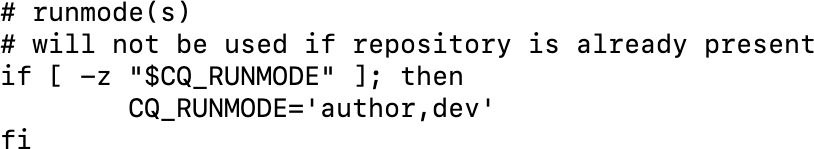 # runmode(s)
# will not be used if repository is already present
if [ -z "$CQ_RUNMODE" ]; then
        CQ_RUNMODE='author,dev'
fi